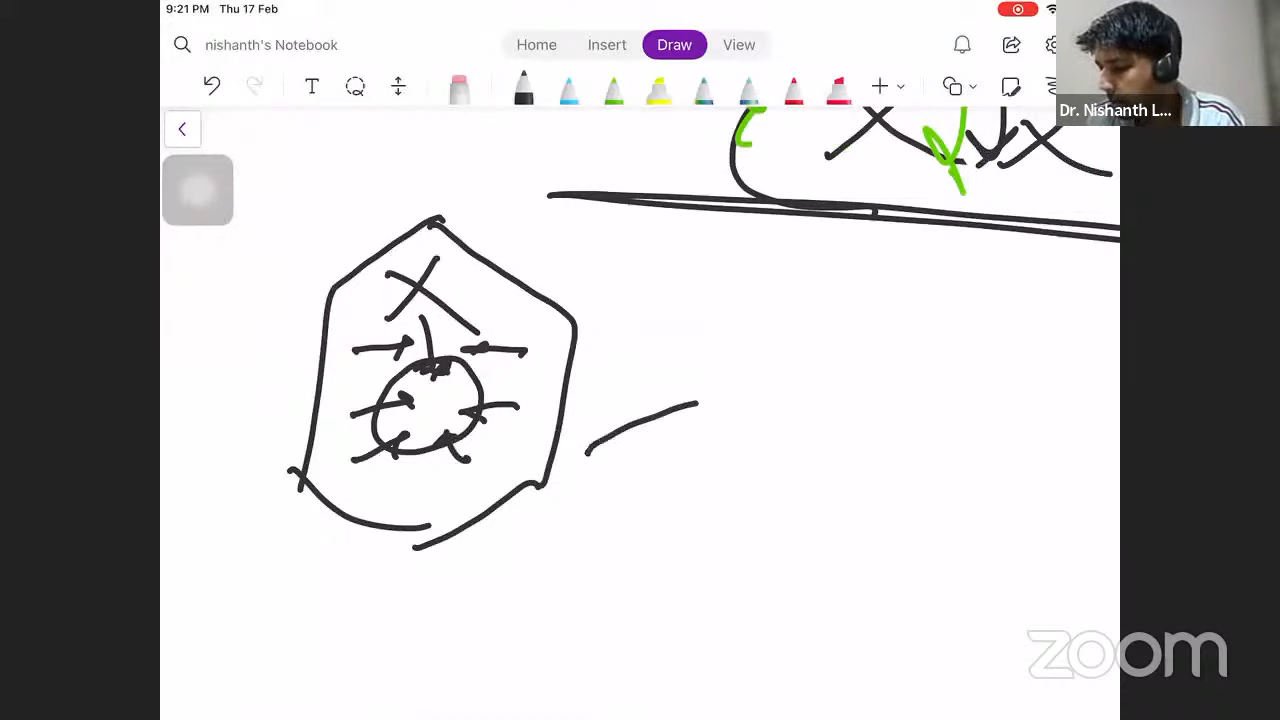 9:21 PM Thu 17 Feb
nishanth's Notebook
Home Insert Draw View
T
Dr. Nishanth L...
X
zoom